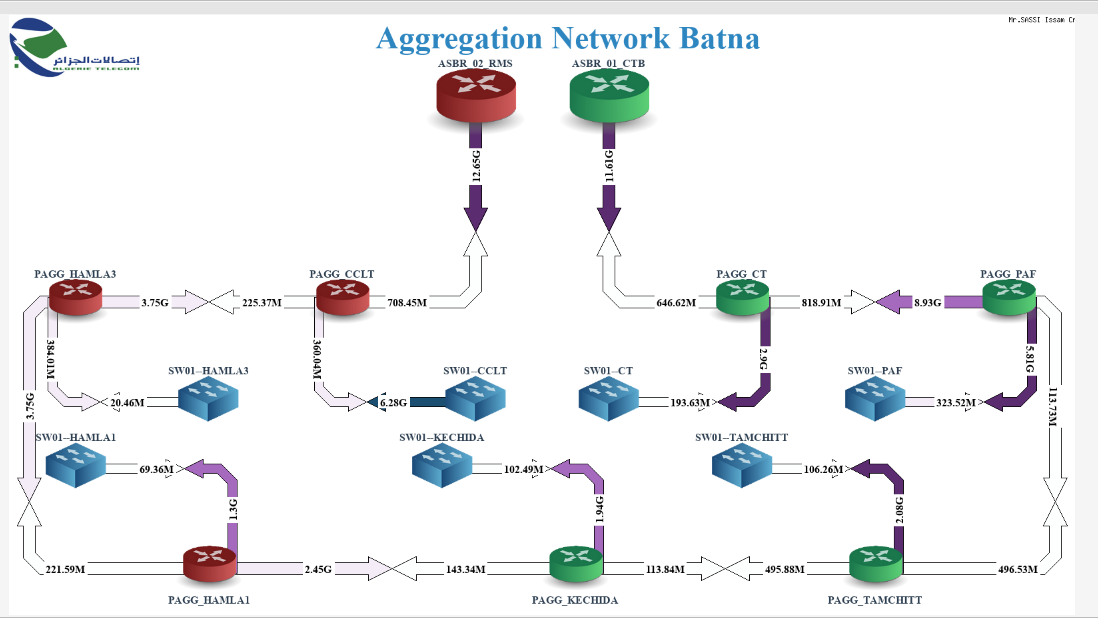 Mr.SASSI Issam Cr
إتصالات الجزائر
ALGERIE TELECOM
Aggregation Network Batna
ASBR_02_RMS
ASBR_01_CTB
12.65G
11.61G
PAGG_HAMLA3
PAGG_CCLT
PAGG_CT
PAGG_PAF
3.75G
225.37M
708.45M
646.62M
818.91M
8.93G
384.01M
360.04M
2.9G
5.81G
SW01--HAMLA3
SW01--CCLT
SW01--CT
SW01--PAF
3.75G
20.46M
6.28G
193.63M
323.52M
113.73M
SW01--HAMLA1
SW01--KECHIDA
SW01--TAMCHITT
69.36M
102.49M
106.26M
1.3G
1.94G
2.08G
221.59M
2.45G
143.34M
113.84M
495.88M
496.53M
PAGG_HAMLA1
PAGG_KECHIDA
PAGG_TAMCHITT